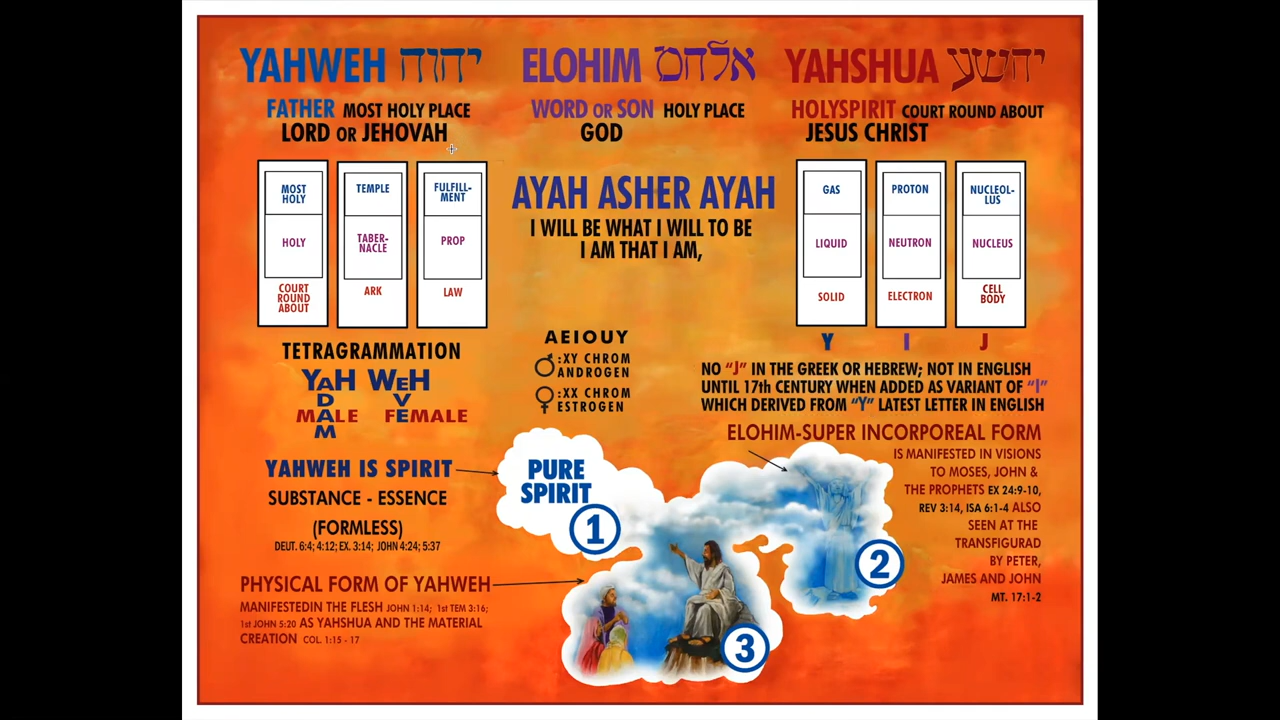 YAHWEH יהוה
FATHER MOST HOLY PLACE
LORD OR JEHOVAH
ELOHIM אלהם
WORD OR SON HOLY PLACE
GOD
YAHSHUA יהשע
HOLYSPIRIT COURT ROUND ABOUT
JESUS CHRIST
MOST
HOLY
HOLY
COURT
ROUND
ABOUT
TEMPLE
TABER-
NACLE
ARK
FULFILL-
MENT
PROP
LAW
AYAH ASHER AYAH
I WILL BE WHAT I WILL TO BE
I AM THAT I AM,
GAS
LIQUID
SOLID
PROTON
NEUTRON
ELECTRON
NUCLEOL-
LUS
NUCLEUS
CELL
BODY
Y I J
NO "J" IN THE GREEK OR HEBREW; NOT IN ENGLISH
UNTIL 17th CENTURY WHEN ADDED AS VARIANT OF "I"
WHICH DERIVED FROM "Y" LATEST LETTER IN ENGLISH
TETRAGRAMMATION
YAH WEH
D V
MALE FEMALE
M
AEIOUY
♂:XY CHROM
ANDROGEN
♀:XX CHROM
ESTROGEN
YAHWEH IS SPIRIT
SUBSTANCE - ESSENCE
(FORMLESS)
DEUT. 6:4; 4:12; EX. 3:14; JOHN 4:24; 5:37
PURE
SPIRIT
1
ELOHIM-SUPER INCORPOREAL FORM
IS MANIFESTED IN VISIONS
TO MOSES, JOHN &
THE PROPHETS EX 24:9-10,
REV 3:14, ISA 6:1-4 ALSO
SEEN AT THE
TRANSFIGURAD
BY PETER,
JAMES AND JOHN
MT. 17:1-2
2
PHYSICAL FORM OF YAHWEH
MANIFESTEDIN THE FLESH JOHN 1:14; 1st TEM 3:16;
1st JOHN 5:20 AS YAHSHUA AND THE MATERIAL
CREATION COL. 1:15 - 17
3